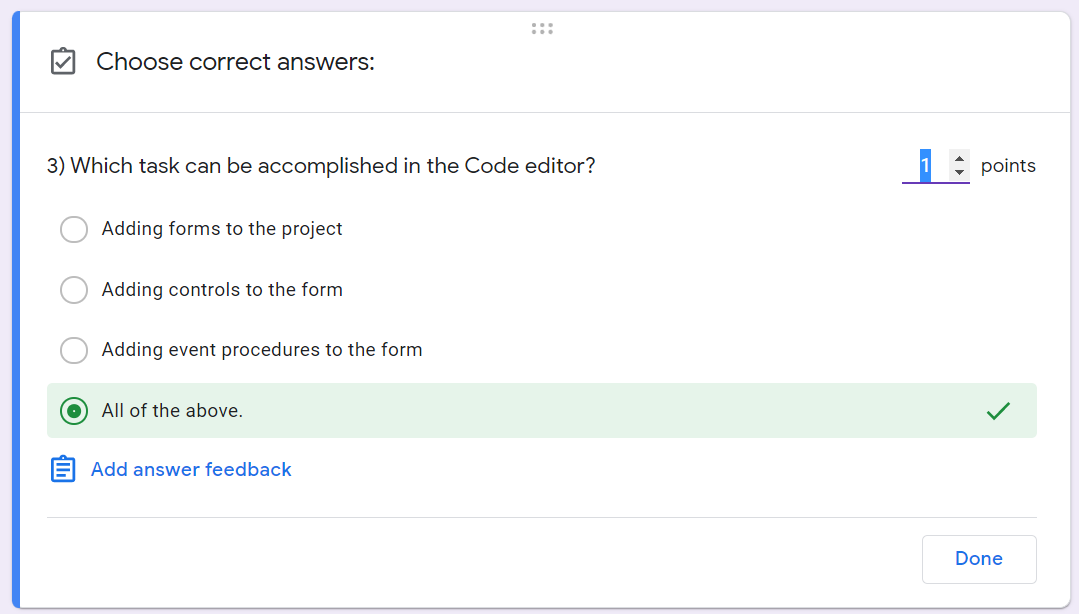 Choose correct answers:
3) Which task can be accomplished in the Code editor?
1 points
Adding forms to the project
Adding controls to the form
Adding event procedures to the form
All of the above.
Add answer feedback
Done